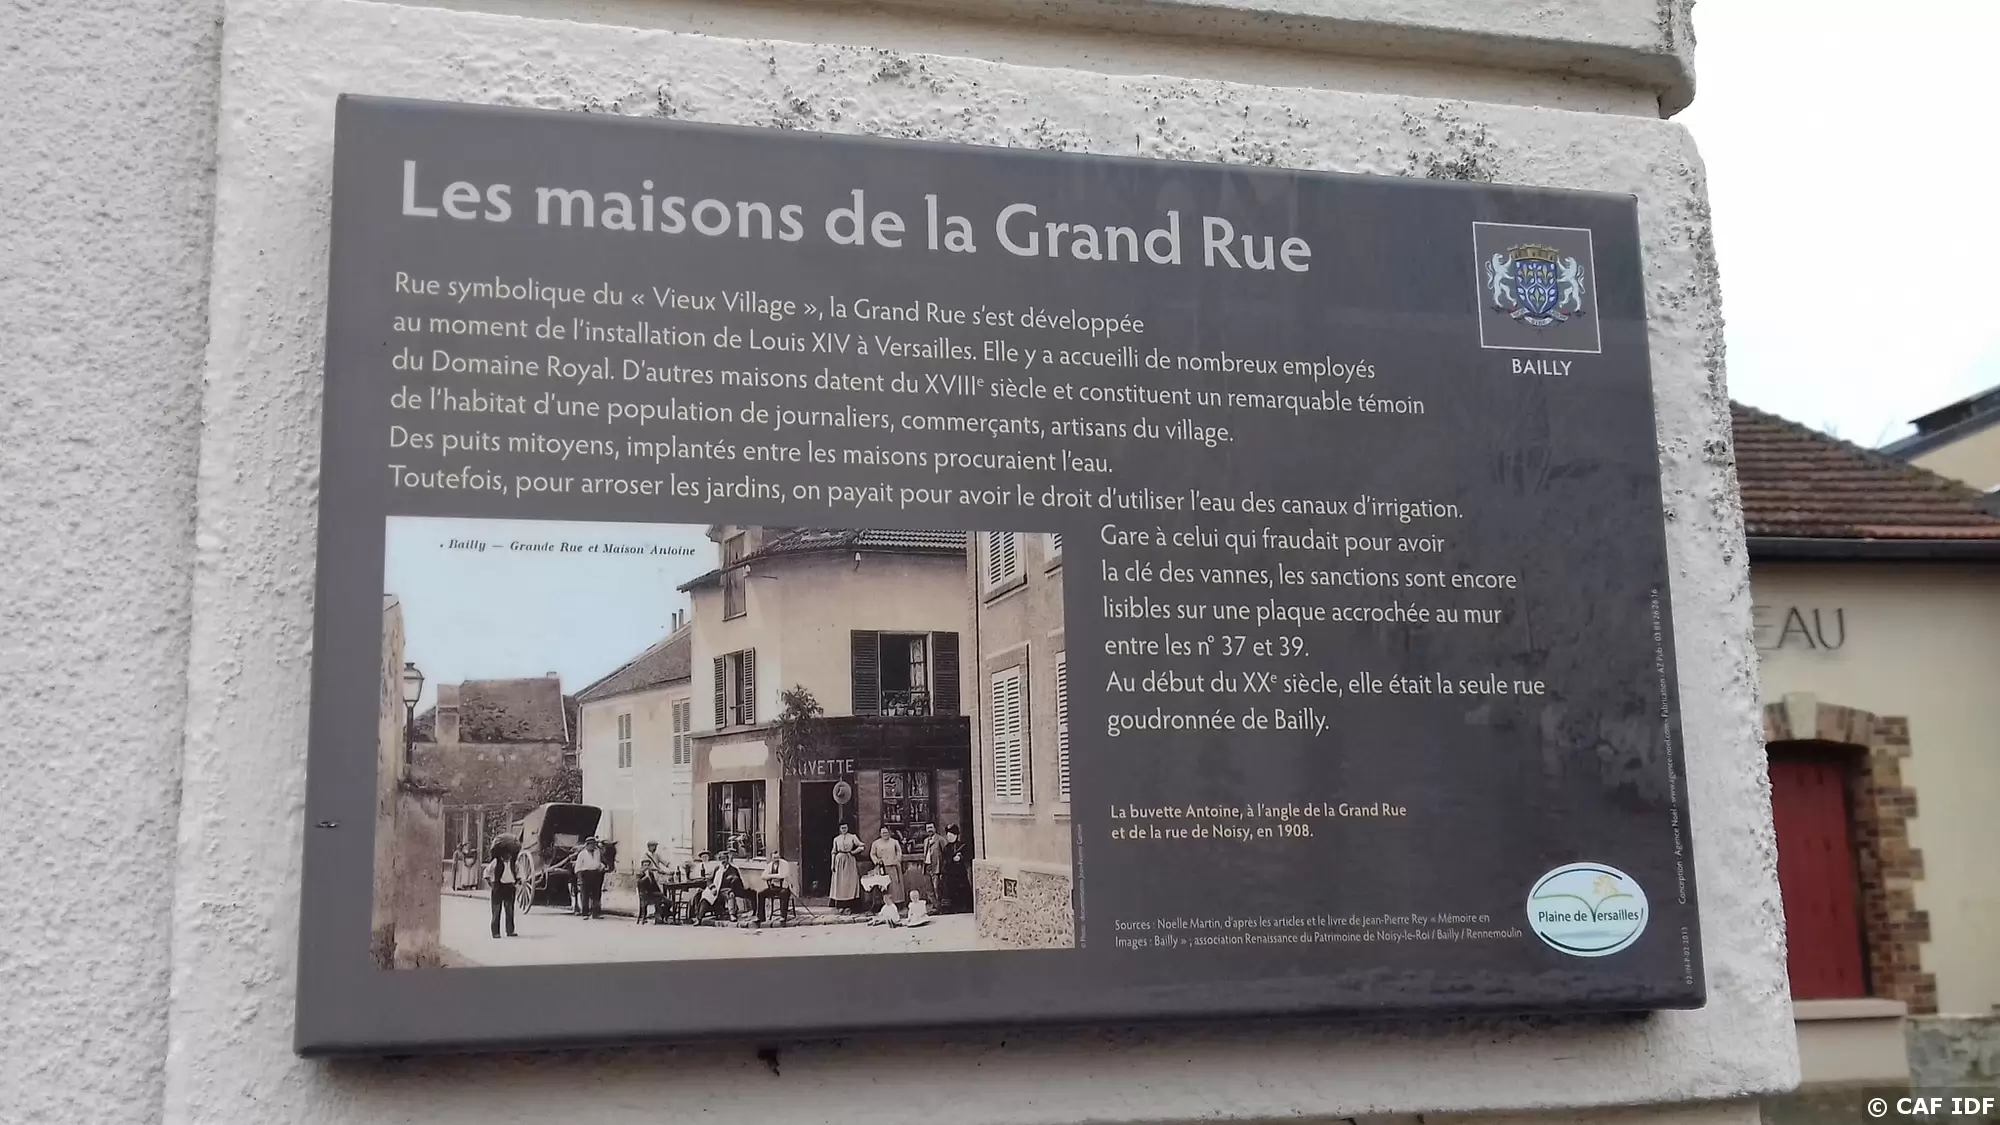 Les maisons de la Grand Rue
Rue symbolique du « Vieux Village », la Grand Rue s'est développée
au moment de l'installation de Louis XIV à Versailles. Elle y a accueilli de nombreux employés
du Domaine Royal. D'autres maisons datent du XVIIIe siècle et constituent un remarquable témoin
de l'habitat d'une population de journaliers, commerçants, artisans du village.
Des puits mitoyens, implantés entre les maisons procuraient l'eau.
Toutefois, pour arroser les jardins, on payait pour avoir le droit d'utiliser l'eau des canaux d'irrigation.
Gare à celui qui fraudait pour avoir
la clé des vannes, les sanctions sont encore
lisibles sur une plaque accrochée au mur
entre les n° 37 et 39.
Au début du XXe siècle, elle était la seule rue
goudronnée de Bailly.
BAILLY
Bailly — Grande Rue et Maison Antoine
La buvette Antoine, à l'angle de la Grand Rue
et de la rue de Noisy, en 1908.
Sources : Noelle Martin, d'après les articles et le livre de Jean-Pierre Rey « Mémoire en
Images : Bailly » ; association Renaissance du Patrimoine de Noisy-le-Roi / Bailly / Rennemoulin
Plaine de Versailles
EAU
© CAF IDF